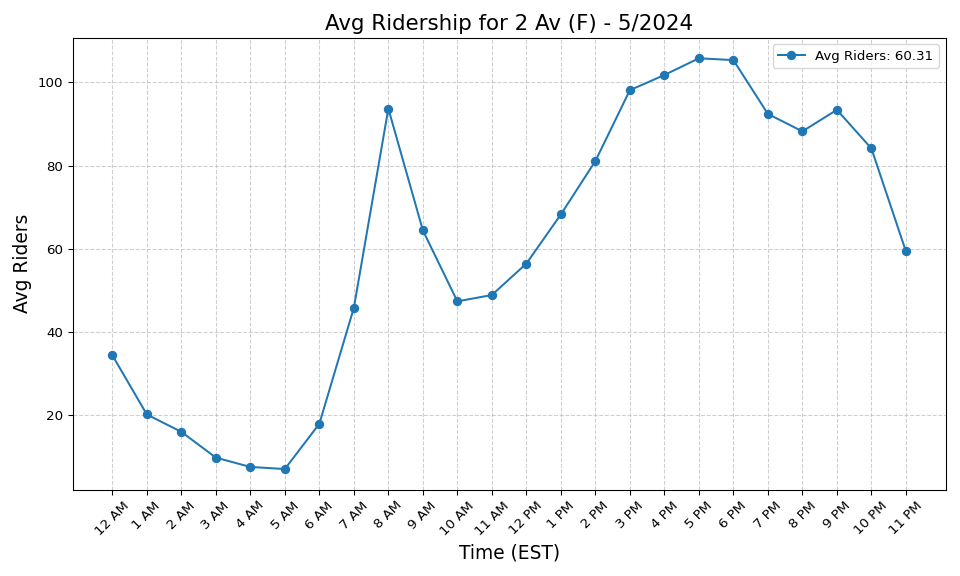 Avg Ridership for 2 Av (F) - 5/2024
Avg Riders: 60.31
Avg Riders
100
80
60
40
20
12 AM
1 AM
2 AM
3 AM
4 AM
5 AM
6 AM
7 AM
8 AM
9 AM
10 AM
11 AM
12 PM
1 PM
2 PM
3 PM
4 PM
5 PM
6 PM
7 PM
8 PM
9 PM
10 PM
11 PM
Time (EST)